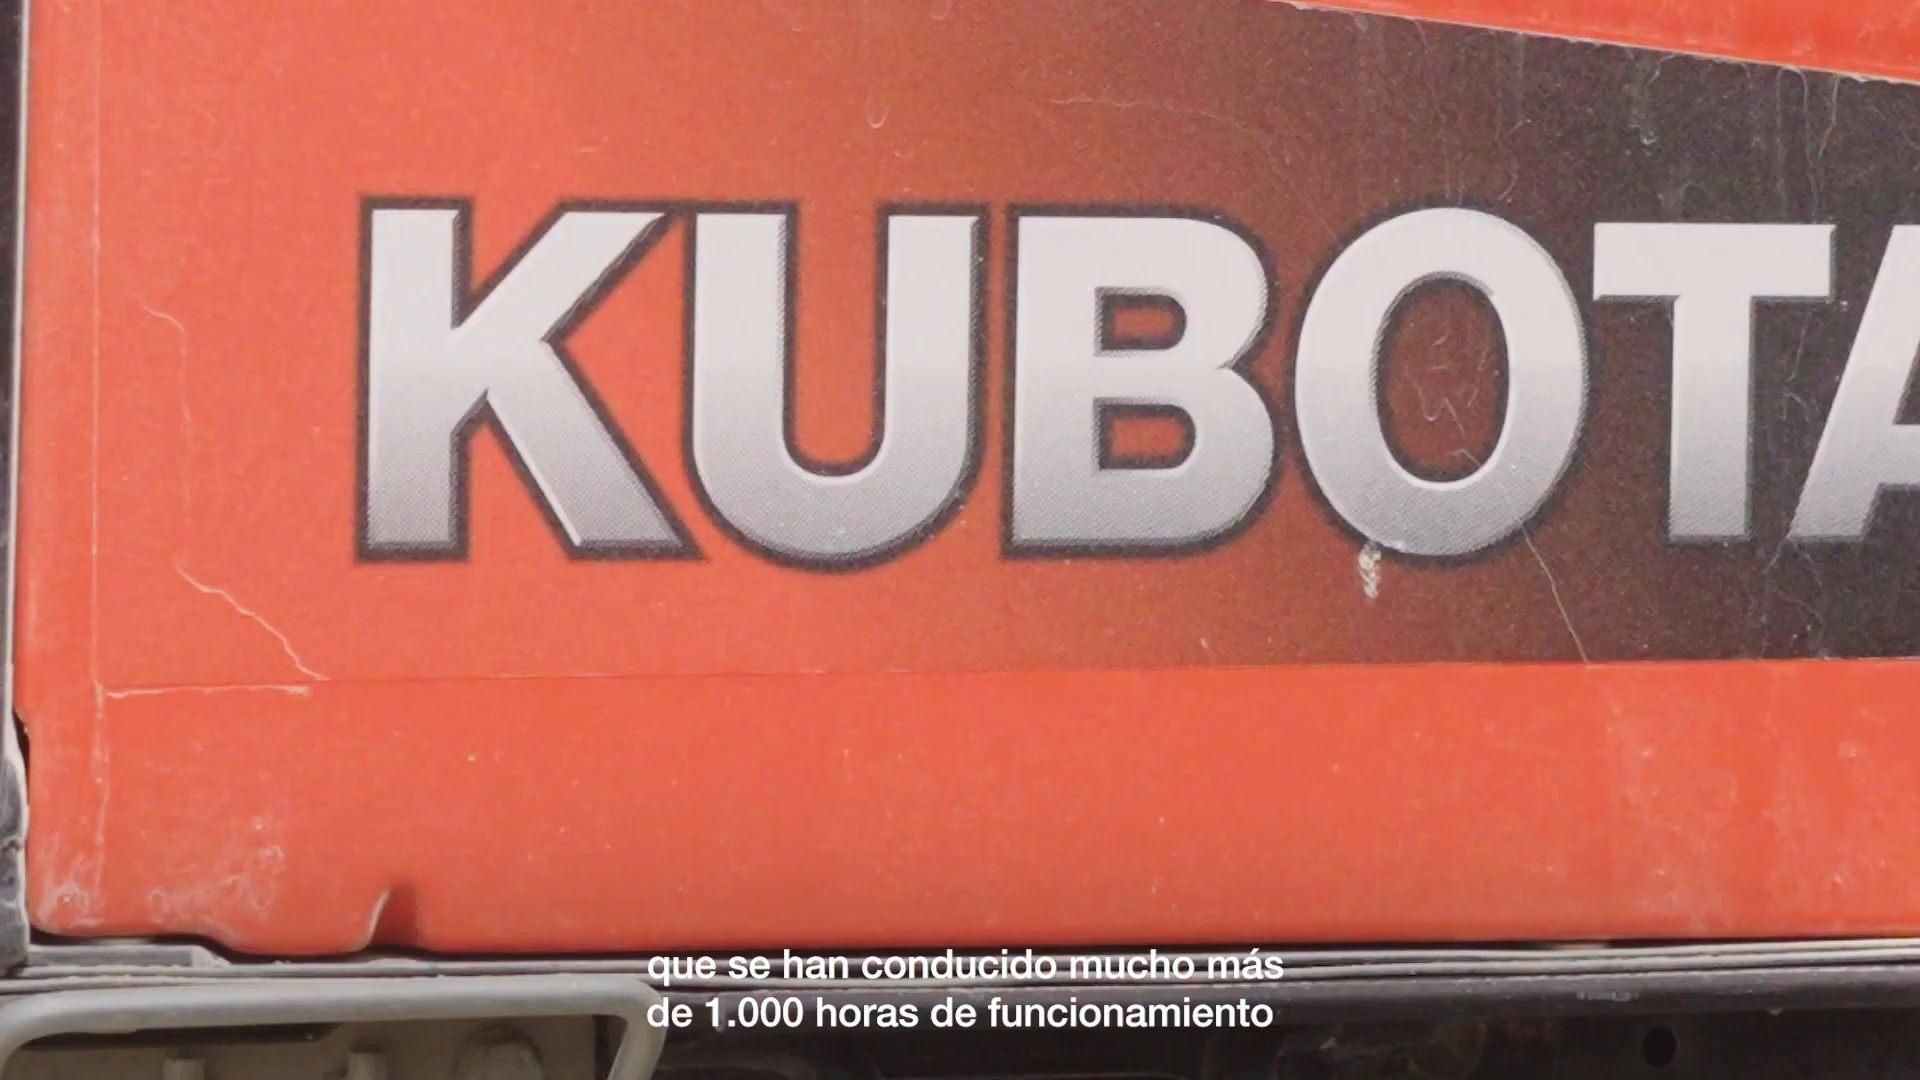 KUBOTA
que se han conducido mucho más
de 1.000 horas de funcionamiento